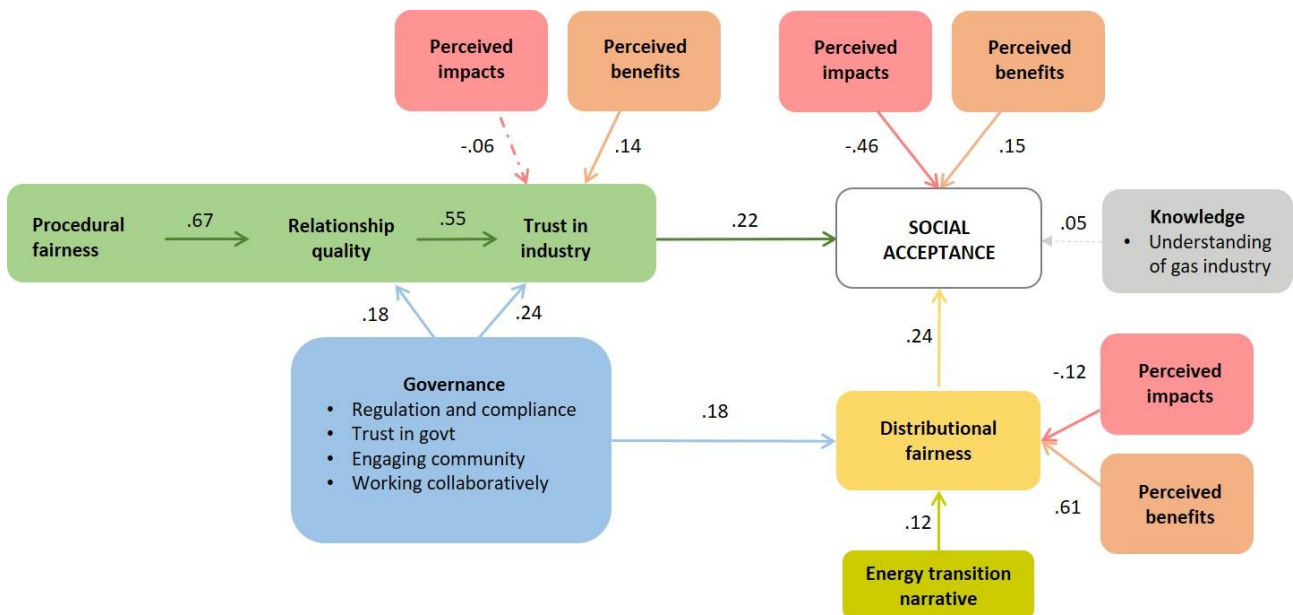 Perceived
impacts
Perceived
benefits
Perceived
impacts
Perceived
benefits
-.06
.14
-.46
.15
Procedural
fairness
.67
Relationship
quality
.55
Trust in
industry
.22
SOCIAL
ACCEPTANCE
.05
Knowledge
• Understanding
of gas industry
.18
.24
.24
Governance
• Regulation and compliance
• Trust in govt
• Engaging community
• Working collaboratively
.18
Distributional
fairness
-.12
Perceived
impacts
.61
Perceived
benefits
.12
Energy transition
narrative